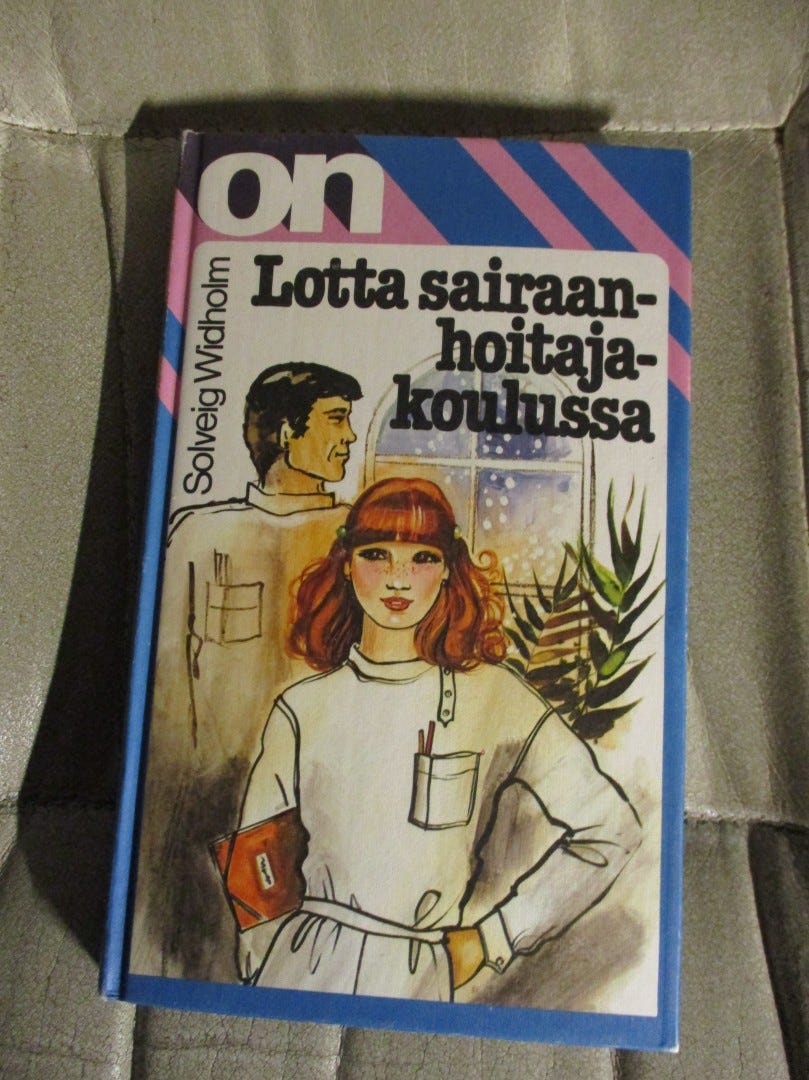 on
Solveig Widholm
Lotta sairaan-
hoitaja-
koulussa